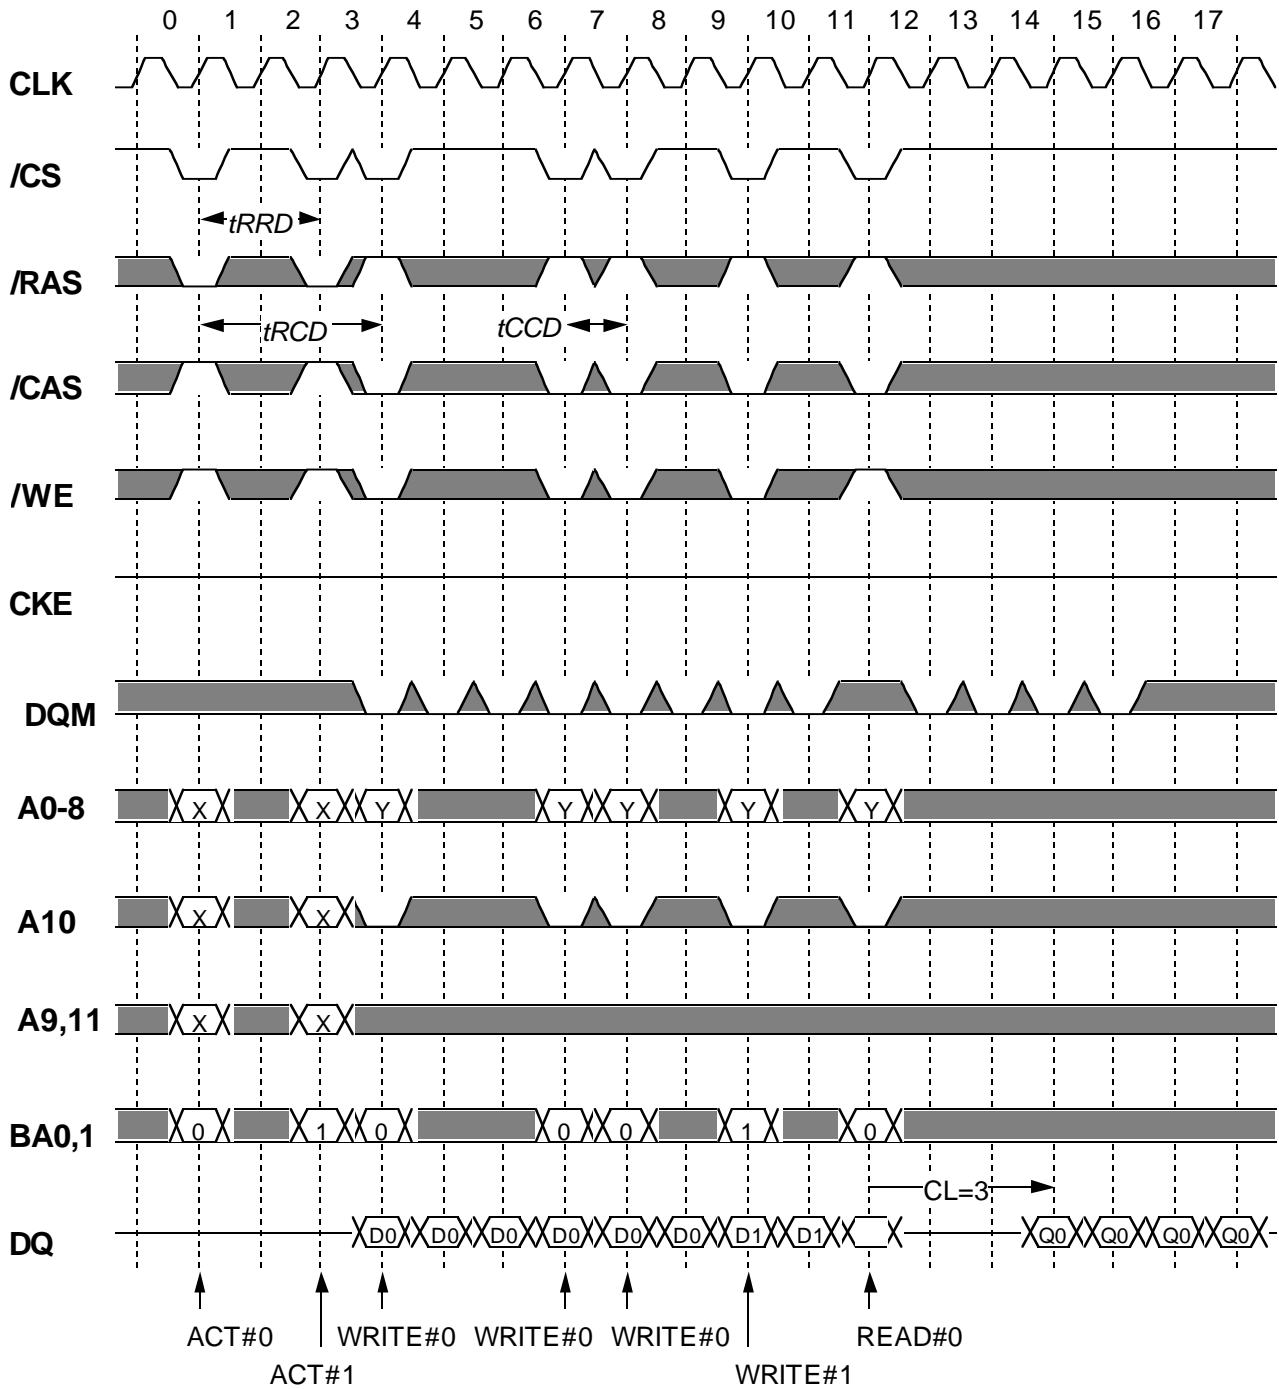 0 1 2 3 4 5 6 7 8 9 10 11 12 13 14 15 16 17
CLK
/CS
tRRD
/RAS
tRCD tCCD
/CAS
/WE
CKE
DQM
A0-8 X X Y Y Y Y Y
A10 X X
A9,11 X X
BA0,1 0 1 0 0 0 1 0
CL=3
DQ D0 D0 D0 D0 D0 D0 D1 D1 Q0 Q0 Q0 Q0
ACT#0 WRITE#0 WRITE#0 WRITE#0 READ#0
ACT#1 WRITE#1